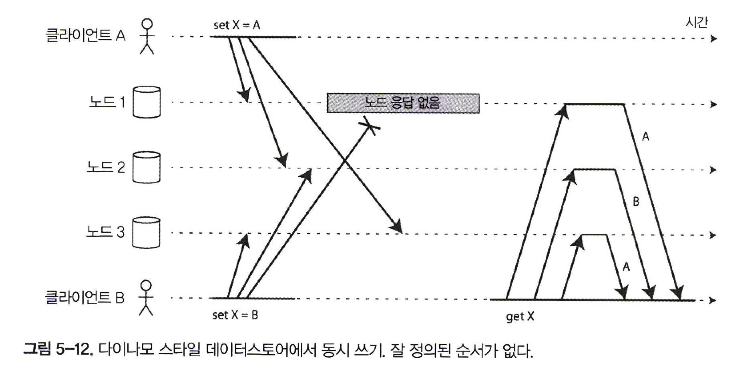 set X = A
시간
클라이언트 A
노드 1
노드 응답 없음
A
노드 2
B
노드 3
A
클라이언트 B
set X = B
get X
그림 5-12. 다이나모 스타일 데이터스토어에서 동시 쓰기. 잘 정의된 순서가 없다.